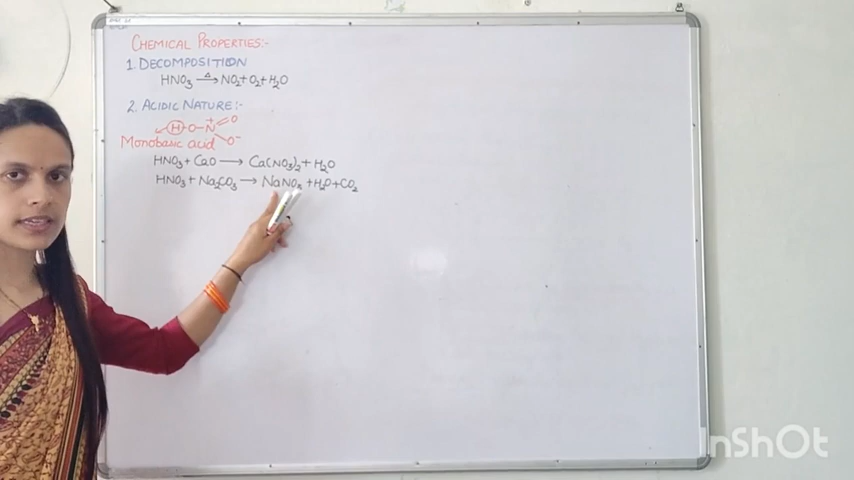 CHEMICAL PROPERTIES:-
1. DECOMPOSITION
HNO₃ —Δ→ NO₂ + O₂ + H₂O
2. ACIDIC NATURE:-
H-O-N⁺ O
O⁻
Monobasic acid
HNO₃ + CaO ⟶ Ca(NO₃)₂ + H₂O
HNO₃ + Na₂CO₃ ⟶ NaNO₃ + H₂O + CO₂
InShOt